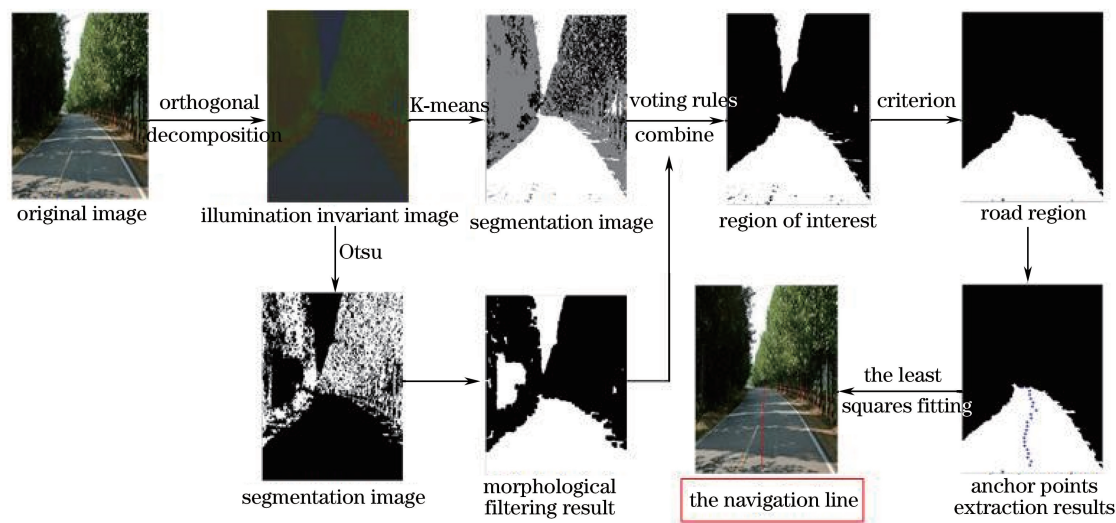 orthogonal
decomposition
K-means
voting rules
combine
criterion
original image
illumination invariant image
segmentation image
region of interest
road region
Otsu
the least
squares fitting
segmentation image
morphological
filtering result
the navigation line
anchor points
extraction results